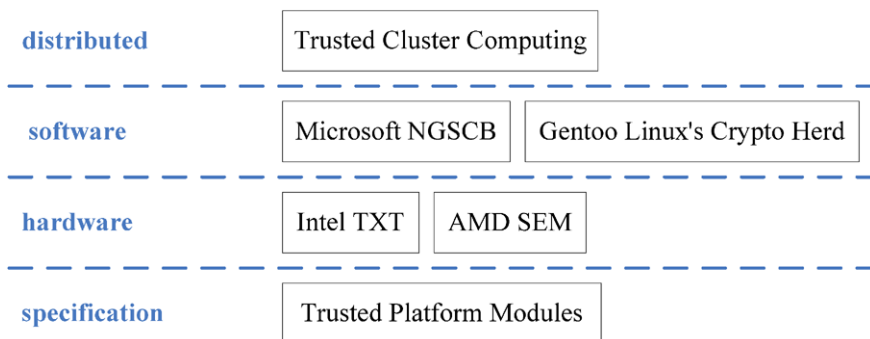 distributed Trusted Cluster Computing
software Microsoft NGSCB Gentoo Linux's Crypto Herd
hardware Intel TXT AMD SEM
specification Trusted Platform Modules